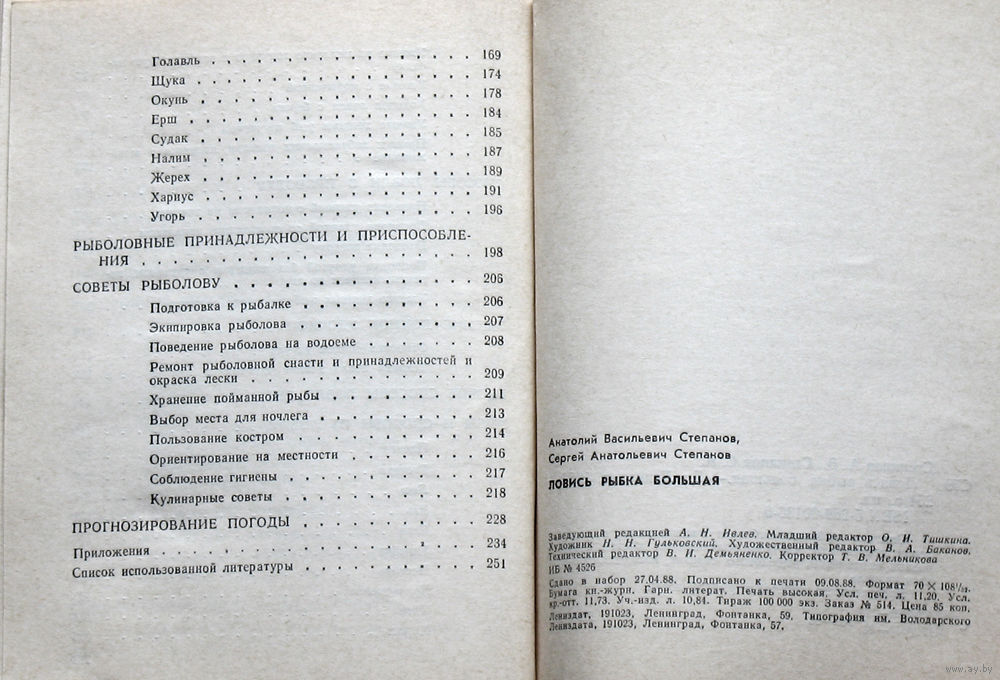 Голавль . . . . . . . . . . . . . . . 169
Щука . . . . . . . . . . . . . . . 174
Окунь . . . . . . . . . . . . . . . 178
Ерш . . . . . . . . . . . . . . . 184
Судак . . . . . . . . . . . . . . . 185
Налим . . . . . . . . . . . . . . . 187
Жерех . . . . . . . . . . . . . . . 189
Хариус . . . . . . . . . . . . . . . 191
Угорь . . . . . . . . . . . . . . . 196
РЫБОЛОВНЫЕ ПРИНАДЛЕЖНОСТИ И ПРИСПОСОБЛЕ-
НИЯ . . . . . . . . . . . . . . . . . 198
СОВЕТЫ РЫБОЛОВУ . . . . . . . . . . . . . 206
Подготовка к рыбалке . . . . . . . . . . 206
Экипировка рыболова . . . . . . . . . . 207
Поведение рыболова на водоеме . . . . . . 208
Ремонт рыболовной снасти и принадлежностей и
окраска лески . . . . . . . . . . . . 209
Хранение пойманной рыбы . . . . . . . . 211
Выбор места для ночлега . . . . . . . . . 213
Пользование костром . . . . . . . . . . 214
Ориентирование на местности . . . . . . . 216
Соблюдение гигиены . . . . . . . . . . 217
Кулинарные советы . . . . . . . . . . . 218
ПРОГНОЗИРОВАНИЕ ПОГОДЫ . . . . . . . . . . 228
Приложения . . . . . . . . . . . . . . . . 234
Список использованной литературы . . . . . . . . 251
Анатолий Васильевич Степанов,
Сергей Анатольевич Степанов
ЛОВИСЬ РЫБКА БОЛЬШАЯ
Заведующий редакцией А. Н. Ивлев. Младший редактор О. И. Тишкина.
Художник Н. Н. Гульковский. Художественный редактор В. А. Баканов.
Технический редактор В. И. Демьяненко. Корректор Т. В. Мельникова
ИБ № 4526
Сдано в набор 27.04.88. Подписано к печати 09.08.88. Формат 70 × 108¹/₃₂.
Бумага кн.-журн. Гарн. литерат. Печать высокая. Усл. печ. л. 11,20. Усл.
кр.-отт. 11,73. Уч.-изд. л. 10,84. Тираж 100 000 экз. Заказ № 514. Цена 85 коп.
Лениздат, 191023, Ленинград, Фонтанка, 59. Типография им. Володарского
Лениздата, 191023, Ленинград, Фонтанка, 57.
www.ay.by